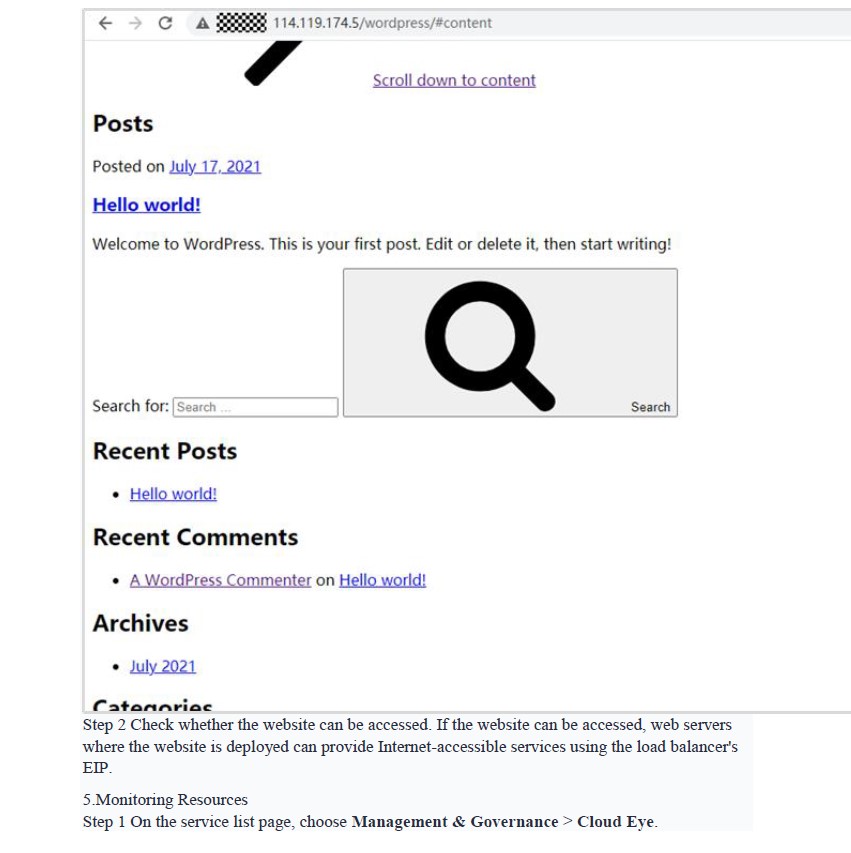 114.119.174.5/wordpress/#content
Scroll down to content
Posts
Posted on July 17, 2021
Hello world!
Welcome to WordPress. This is your first post. Edit or delete it, then start writing!
Search for: Search ... Search
Recent Posts
• Hello world!
Recent Comments
• A WordPress Commenter on Hello world!
Archives
• July 2021
Categories
Step 2 Check whether the website can be accessed. If the website can be accessed, web servers
where the website is deployed can provide Internet-accessible services using the load balancer's
EIP.
5.Monitoring Resources
Step 1 On the service list page, choose Management & Governance > Cloud Eye.